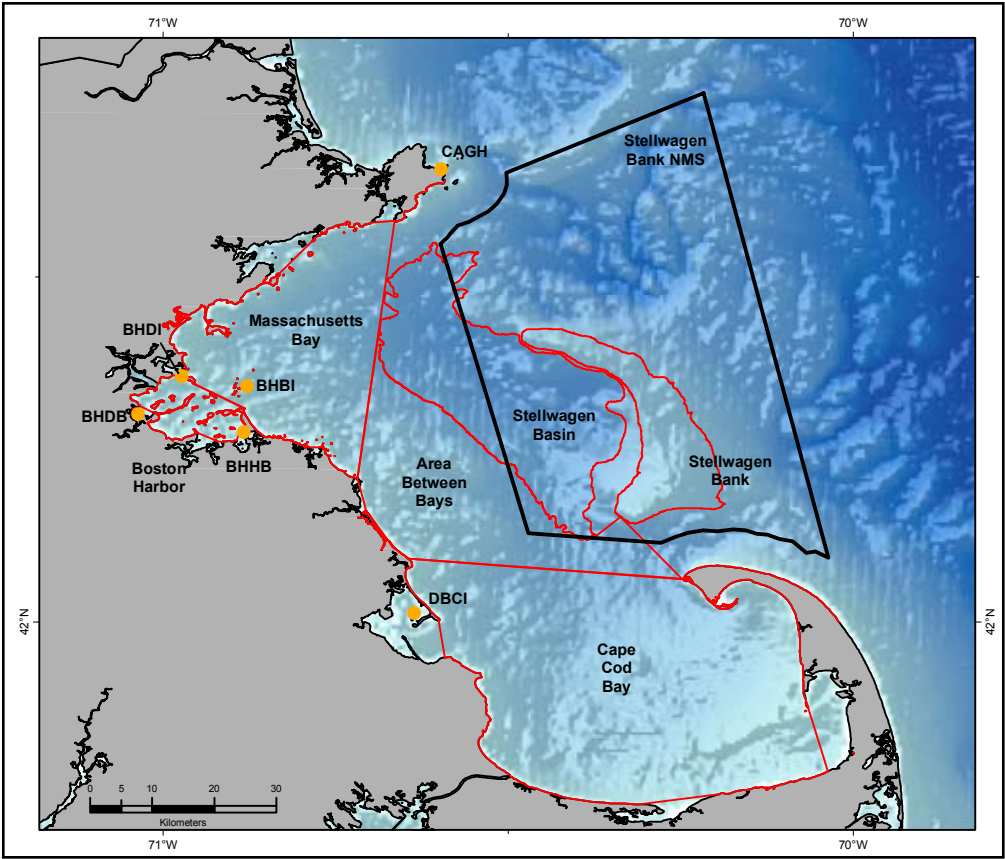 71°W
70°W
CAGH
Stellwagen
Bank NMS
Massachusetts
Bay
BHDI
BHBI
BHDB
BHHB
Boston
Harbor
Stellwagen
Basin
Area
Between
Bays
Stellwagen
Bank
DBCI
42°N
42°N
Cape
Cod
Bay
0 5 10 20 30
Kilometers
71°W
70°W